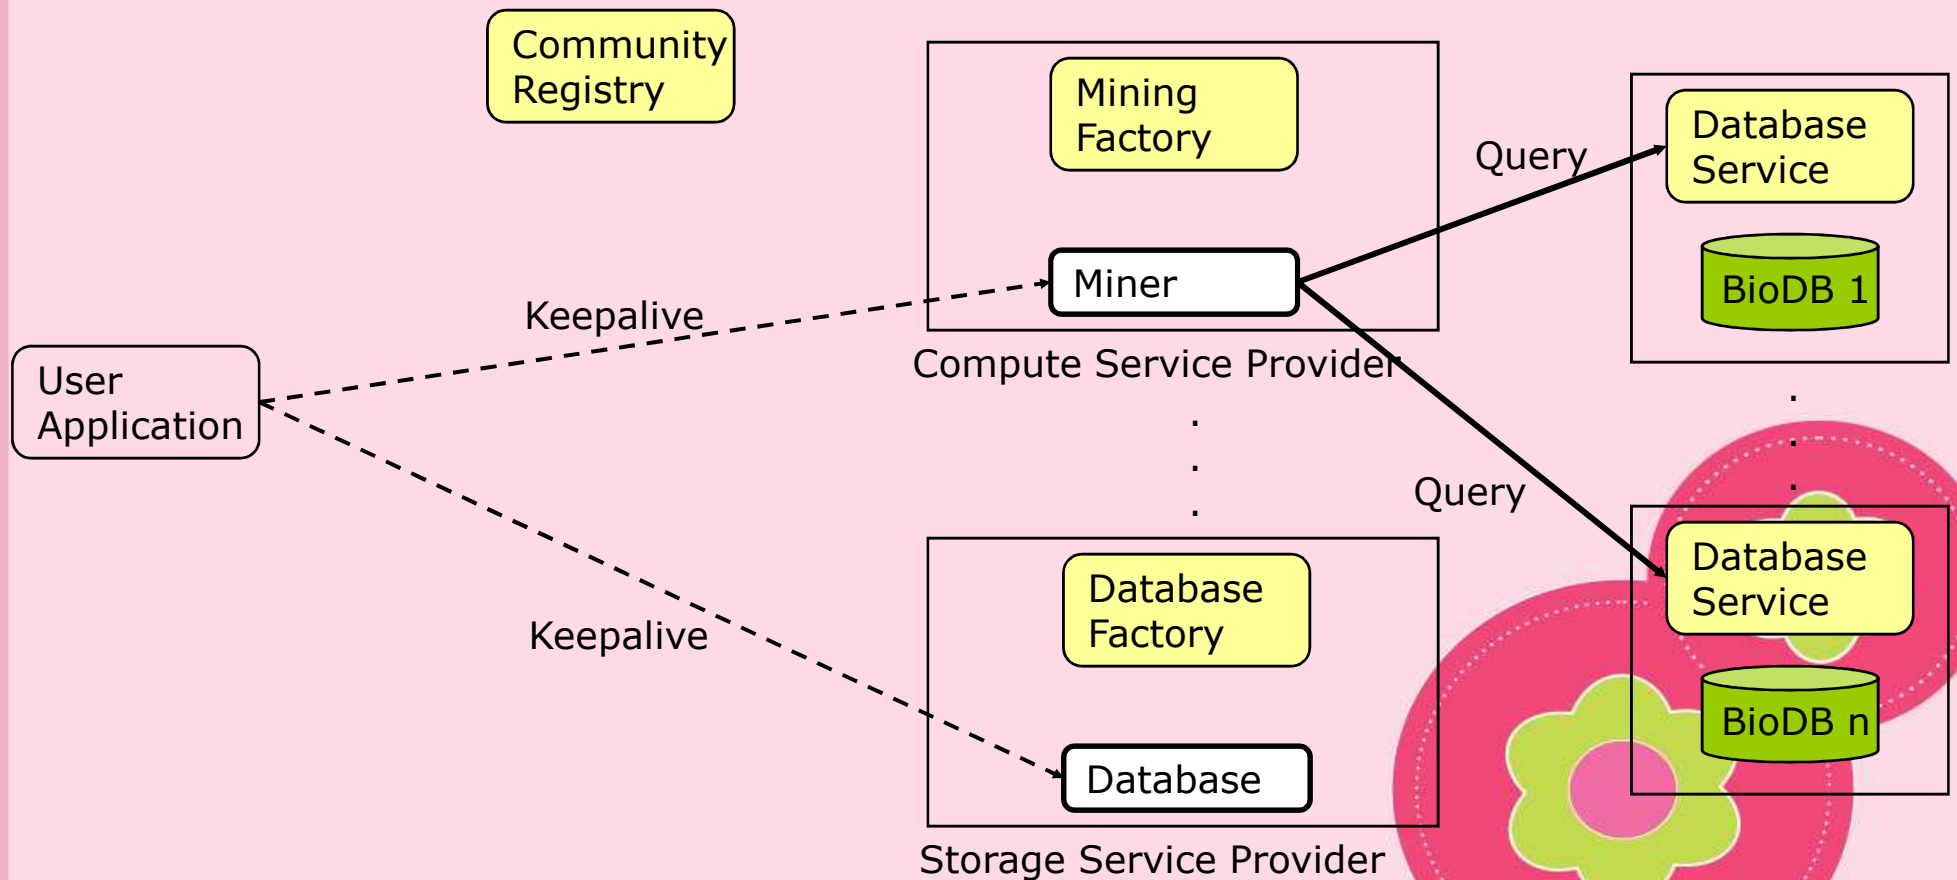 Community
Registry
Mining
Factory
Database
Service
Query
BioDB 1
Miner
Keepalive
Compute Service Provider
User
Application
.
.
.
.
.
.
Query
Database
Service
Database
Factory
Keepalive
BioDB n
Database
Storage Service Provider